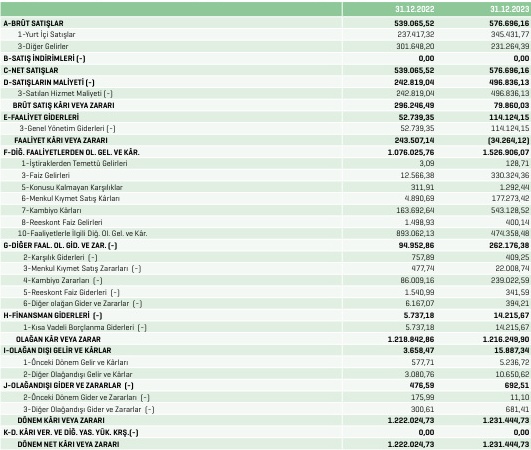 31.12.2022 31.12.2023
A-BRÜT SATIŞLAR 539.065,52 576.696,16
1-Yurt İçi Satışlar 237.417,32 345.431,77
3-Diğer Gelirler 301.648,20 231.264,39
B-SATIŞ İNDİRİMLERİ (-) 0,00 0,00
C-NET SATIŞLAR 539.065,52 576.696,16
D-SATIŞLARIN MALİYETİ (-) 242.819,04 496.836,13
3-Satılan Hizmet Maliyeti (-) 242.819,04 496.836,13
BRÜT SATIŞ KÂRI VEYA ZARARI 296.246,49 79.860,03
E-FAALİYET GİDERLERİ 52.739,35 114.124,15
3-Genel Yönetim Giderleri (-) 52.739,35 114.124,15
FAALİYET KÂRI VEYA ZARARI 243.507,14 (34.264,12)
F-DİĞ. FAALİYETLERDEN OL. GEL. VE KÂR. 1.076.025,76 1.526.906,07
1-İştiraklerden Temettü Gelirleri 3,09 128,71
3-Faiz Gelirleri 12.566,38 330.324,36
5-Konusu Kalmayan Karşılıklar 311,91 1.292,44
6-Menkul Kıymet Satış Kârları 4.890,69 177.273,42
7-Kambiyo Kârları 163.692,64 543.128,52
8-Reeskont Faiz Gelirleri 1.498,93 400,14
10-Faaliyetlerle İlgili Diğ. Ol. Gel. ve Kâr. 893.062,13 474.358,48
G-DİĞER FAAL. OL. GİD. VE ZAR. (-) 94.952,86 262.176,38
2-Karşılık Giderleri (-) 757,89 409,25
3-Menkul Kıymet Satış Zararları (-) 477,74 22.008,74
4-Kambiyo Zararları (-) 86.009,16 239.022,59
5-Reeskont Faiz Giderleri (-) 1.540,99 341,59
6-Diğer olağan Gider ve Zararlar (-) 6.167,07 394,21
H-FİNANSMAN GİDERLERİ (-) 5.737,18 14.215,67
1-Kısa Vadeli Borçlanma Giderleri (-) 5.737,18 14.215,67
OLAĞAN KÂR VEYA ZARAR 1.218.842,86 1.216.249,90
I-OLAĞAN DIŞI GELİR VE KÂRLAR 3.658,47 15.887,34
1-Önceki Dönem Gelir ve Kârları 577,71 5.236,72
2-Diğer Olağandışı Gelir ve Kârlar 3.080,76 10.650,62
J-OLAĞANDIŞI GİDER VE ZARARLAR (-) 476,59 692,51
2-Önceki Dönem Gider ve Zararları (-) 175,99 11,10
3-Diğer Olağandışı Gider ve Zararlar (-) 300,61 681,41
DÖNEM KÂRI VEYA ZARARI 1.222.024,73 1.231.444,73
K-D. KÂRI VER. VE DİĞ. YAS. YÜK. KRŞ.(-) 0,00 0,00
DÖNEM NET KÂRI VEYA ZARARI 1.222.024,73 1.231.444,73